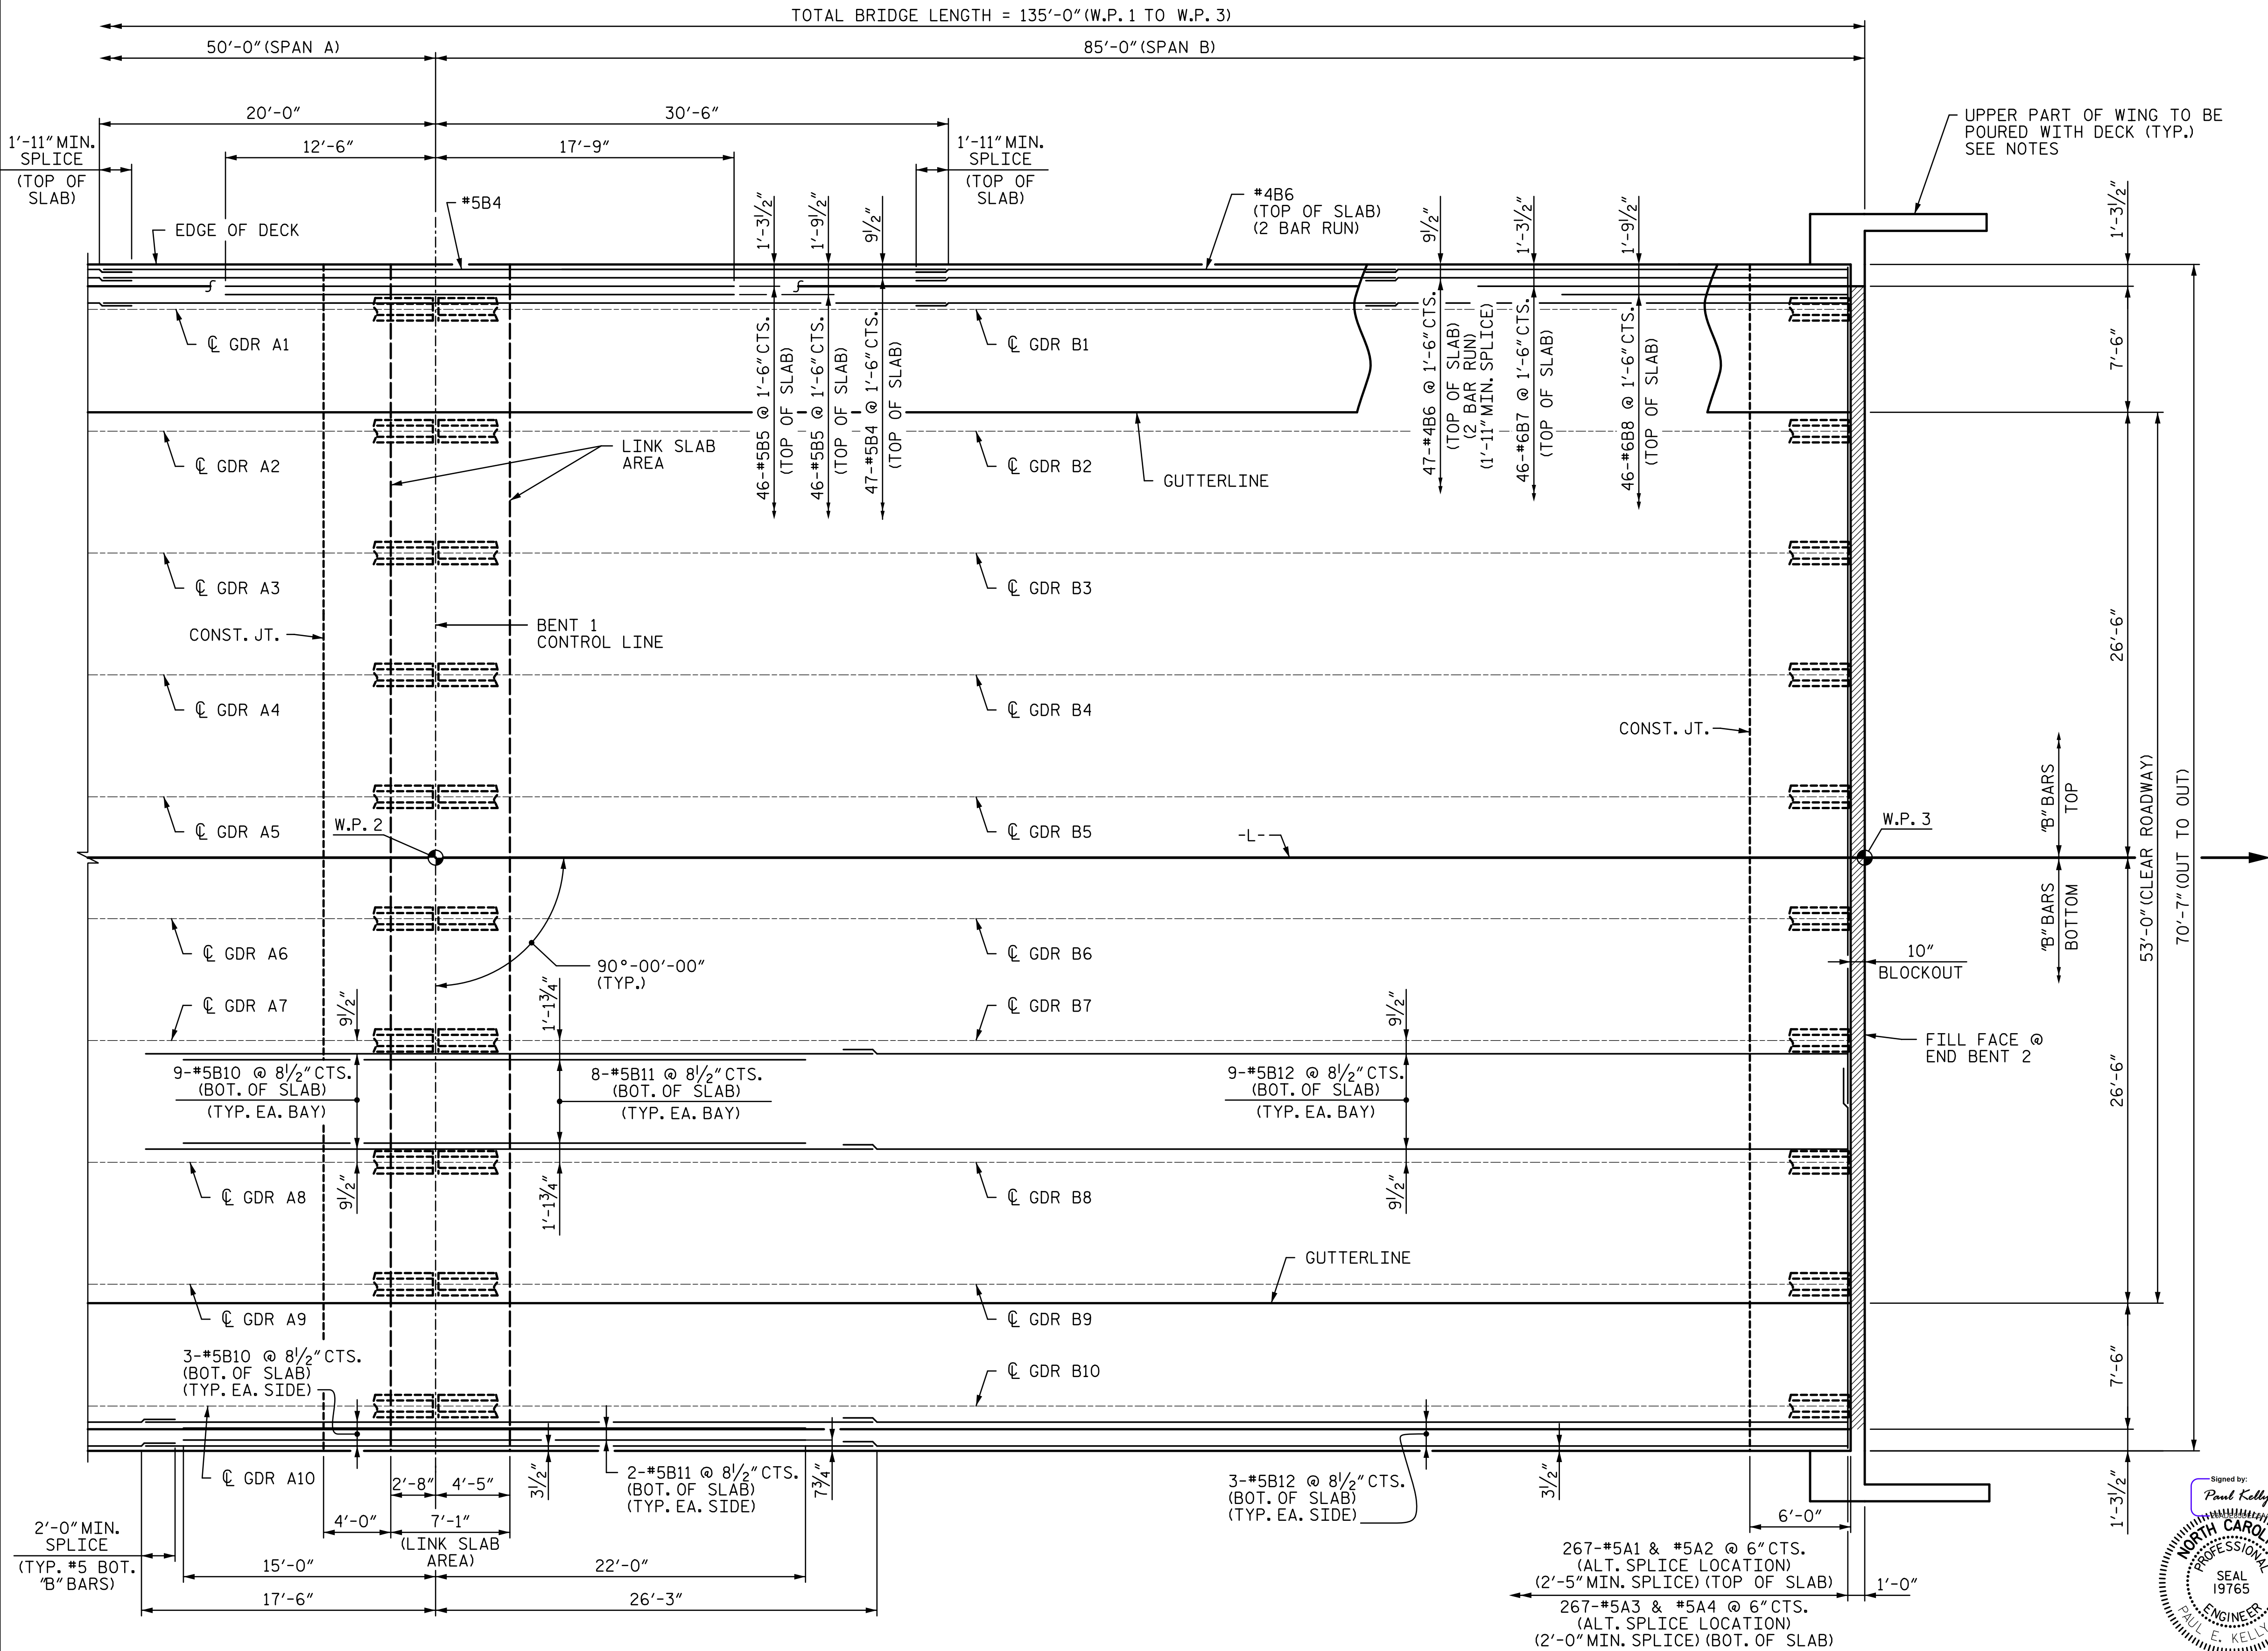 TOTAL BRIDGE LENGTH = 135'-0" (W.P. 1 TO W.P. 3)
50'-0" (SPAN A)
85'-0" (SPAN B)
20'-0"
30'-6"
12'-6"
17'-9"
1'-11" MIN.
SPLICE
(TOP OF
SLAB)
1'-11" MIN.
SPLICE
(TOP OF
SLAB)
UPPER PART OF WING TO BE
POURED WITH DECK (TYP.)
SEE NOTES
EDGE OF DECK
#5B4
#4B6
(TOP OF SLAB)
(2 BAR RUN)
1'-3½"
1'-9½"
9½"
9½"
1'-3½"
1'-9½"
1'-3½"
46-#5B5 @ 1'-6" CTS.
(TOP OF SLAB)
46-#5B5 @ 1'-6" CTS.
(TOP OF SLAB)
47-#5B4 @ 1'-6" CTS.
(TOP OF SLAB)
47-#4B6 @ 1'-6" CTS.
(TOP OF SLAB)
(2 BAR RUN)
(1'-11" MIN. SPLICE)
46-#6B7 @ 1'-6" CTS.
(TOP OF SLAB)
46-#6B8 @ 1'-6" CTS.
(TOP OF SLAB)
7'-6"
℄ GDR A1
℄ GDR B1
℄ GDR A2
LINK SLAB
AREA
℄ GDR B2
GUTTERLINE
℄ GDR A3
℄ GDR B3
CONST. JT.
BENT 1
CONTROL LINE
26'-6"
℄ GDR A4
℄ GDR B4
CONST. JT.
"B" BARS
TOP
53'-0" (CLEAR ROADWAY)
70'-7" (OUT TO OUT)
℄ GDR A5
W.P. 2
℄ GDR B5
-L-
W.P. 3
"B" BARS
BOTTOM
℄ GDR A6
90°-00'-00"
(TYP.)
℄ GDR B6
10"
BLOCKOUT
℄ GDR A7
9½"
1'-1¾"
℄ GDR B7
9½"
FILL FACE @
END BENT 2
9-#5B10 @ 8½" CTS.
(BOT. OF SLAB)
(TYP. EA. BAY)
8-#5B11 @ 8½" CTS.
(BOT. OF SLAB)
(TYP. EA. BAY)
9-#5B12 @ 8½" CTS.
(BOT. OF SLAB)
(TYP. EA. BAY)
26'-6"
℄ GDR A8
9½"
1'-1¾"
℄ GDR B8
9½"
GUTTERLINE
℄ GDR A9
℄ GDR B9
3-#5B10 @ 8½" CTS.
(BOT. OF SLAB)
(TYP. EA. SIDE)
℄ GDR B10
7'-6"
℄ GDR A10
2'-8"
4'-5"
3½"
2-#5B11 @ 8½" CTS.
(BOT. OF SLAB)
(TYP. EA. SIDE)
7¾"
3-#5B12 @ 8½" CTS.
(BOT. OF SLAB)
(TYP. EA. SIDE)
3½"
1'-3½"
4'-0"
7'-1"
(LINK SLAB
AREA)
6'-0"
2'-0" MIN.
SPLICE
(TYP. #5 BOT.
"B" BARS)
15'-0"
22'-0"
17'-6"
26'-3"
267-#5A1 & #5A2 @ 6" CTS.
(ALT. SPLICE LOCATION)
(2'-5" MIN. SPLICE) (TOP OF SLAB)
1'-0"
267-#5A3 & #5A4 @ 6" CTS.
(ALT. SPLICE LOCATION)
(2'-0" MIN. SPLICE) (BOT. OF SLAB)
Signed by:
Paul Kelly
NORTH CAROL
PROFESSIONAL
SEAL
19765
ENGINEER
PAUL E. KELLY